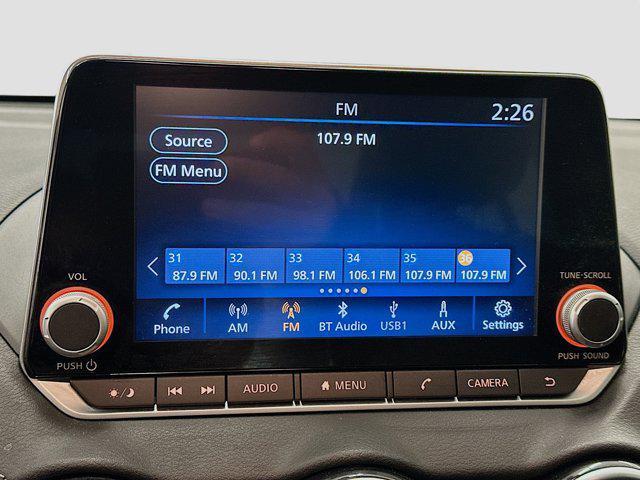 FM 2:26
Source 107.9 FM
FM Menu
31 32 33 34 35 36
87.9 FM 90.1 FM 98.1 FM 106.1 FM 107.9 FM 107.9 FM
VOL
TUNE·SCROLL
Phone AM FM BT Audio USB1 AUX Settings
PUSH
PUSH SOUND
AUDIO MENU CAMERA